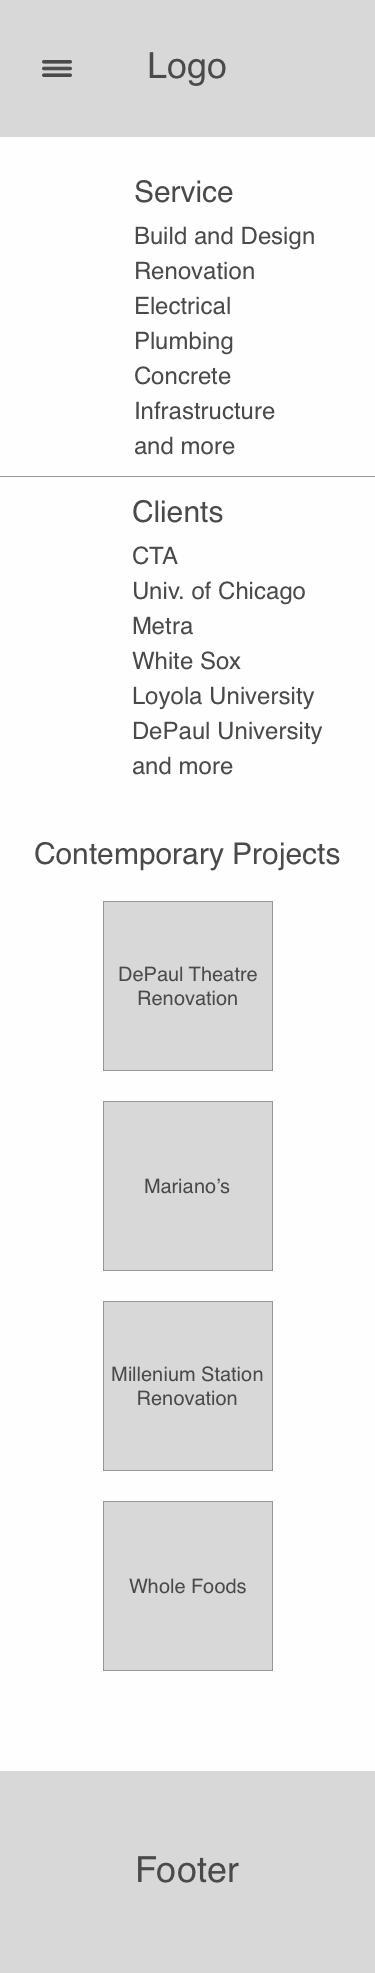 Logo
Service
Build and Design
Renovation
Electrical
Plumbing
Concrete
Infrastructure
and more
Clients
CTA
Univ. of Chicago
Metra
White Sox
Loyola University
DePaul University
and more
Contemporary Projects
DePaul Theatre
Renovation
Mariano’s
Millenium Station
Renovation
Whole Foods
Footer